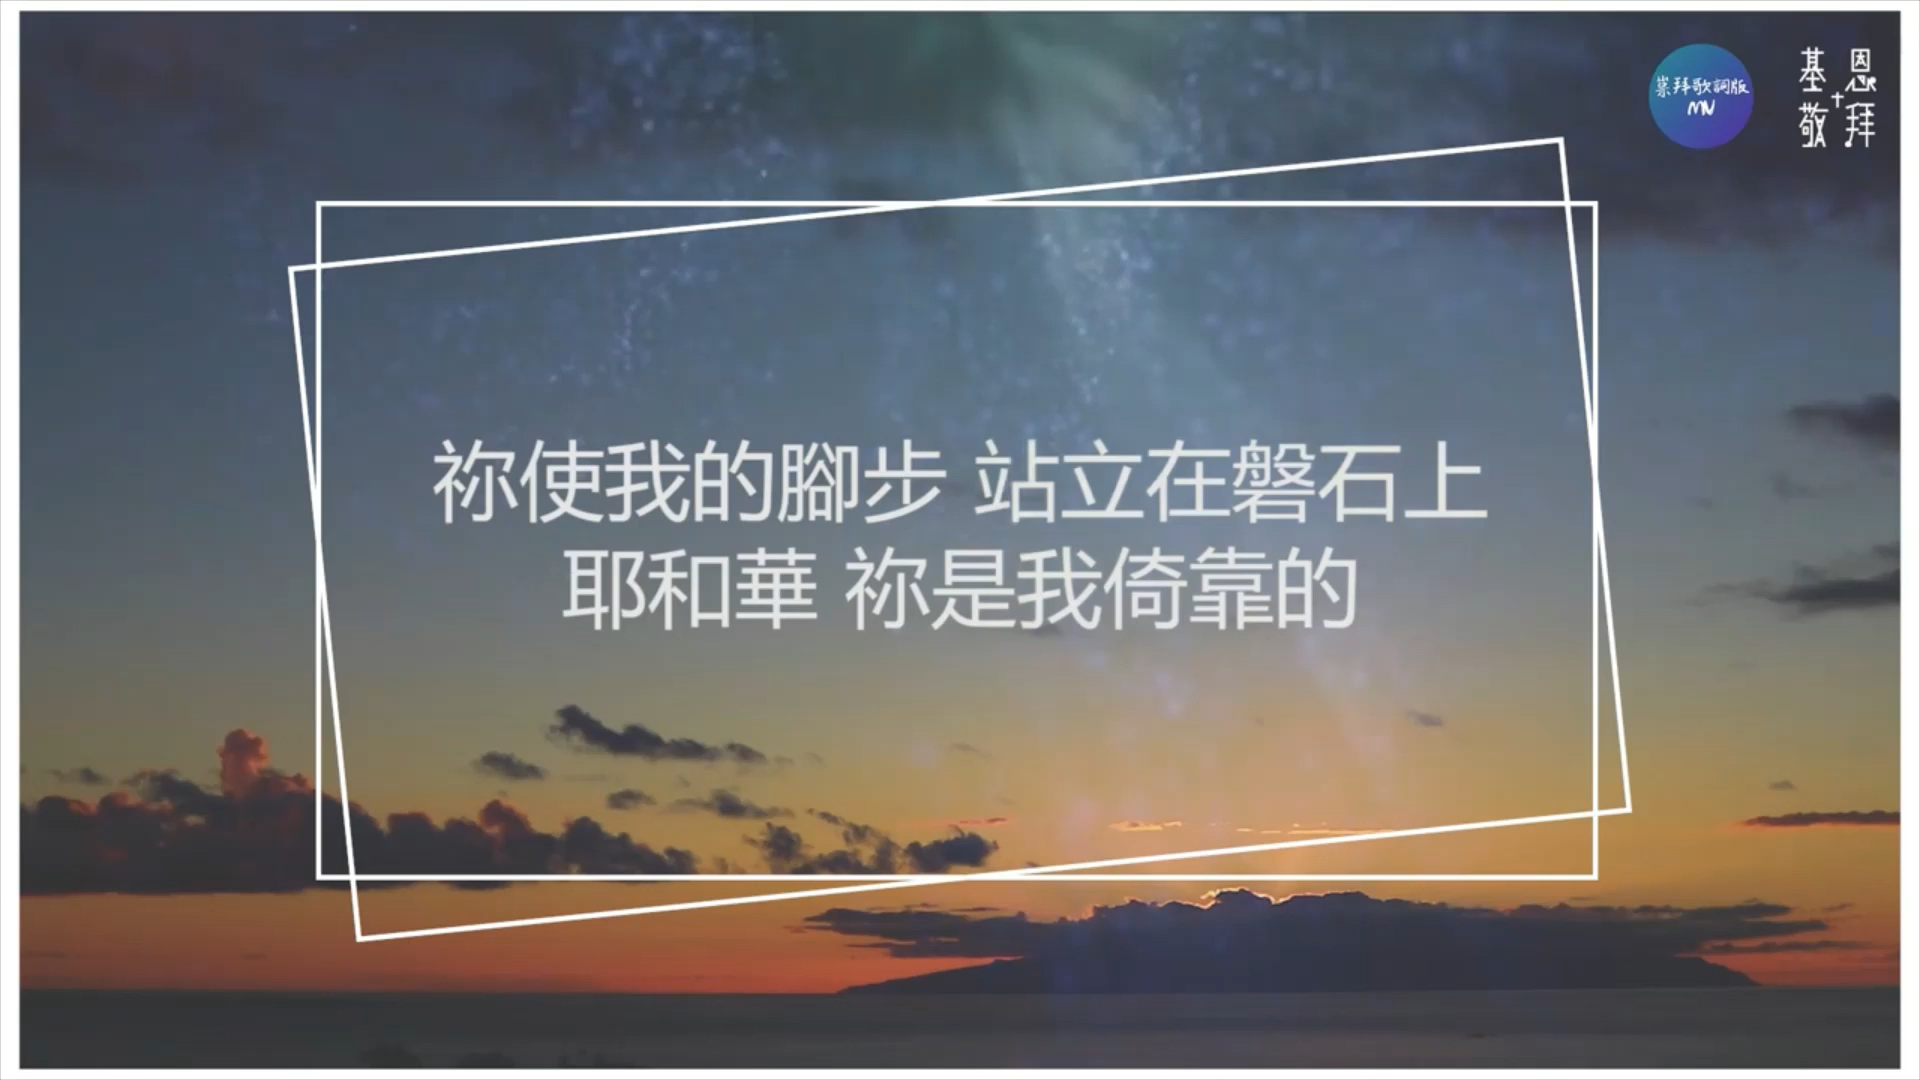 崇拜歌詞版
MV
基恩
敬拜
祢使我的腳步 站立在磐石上
耶和華 祢是我倚靠的